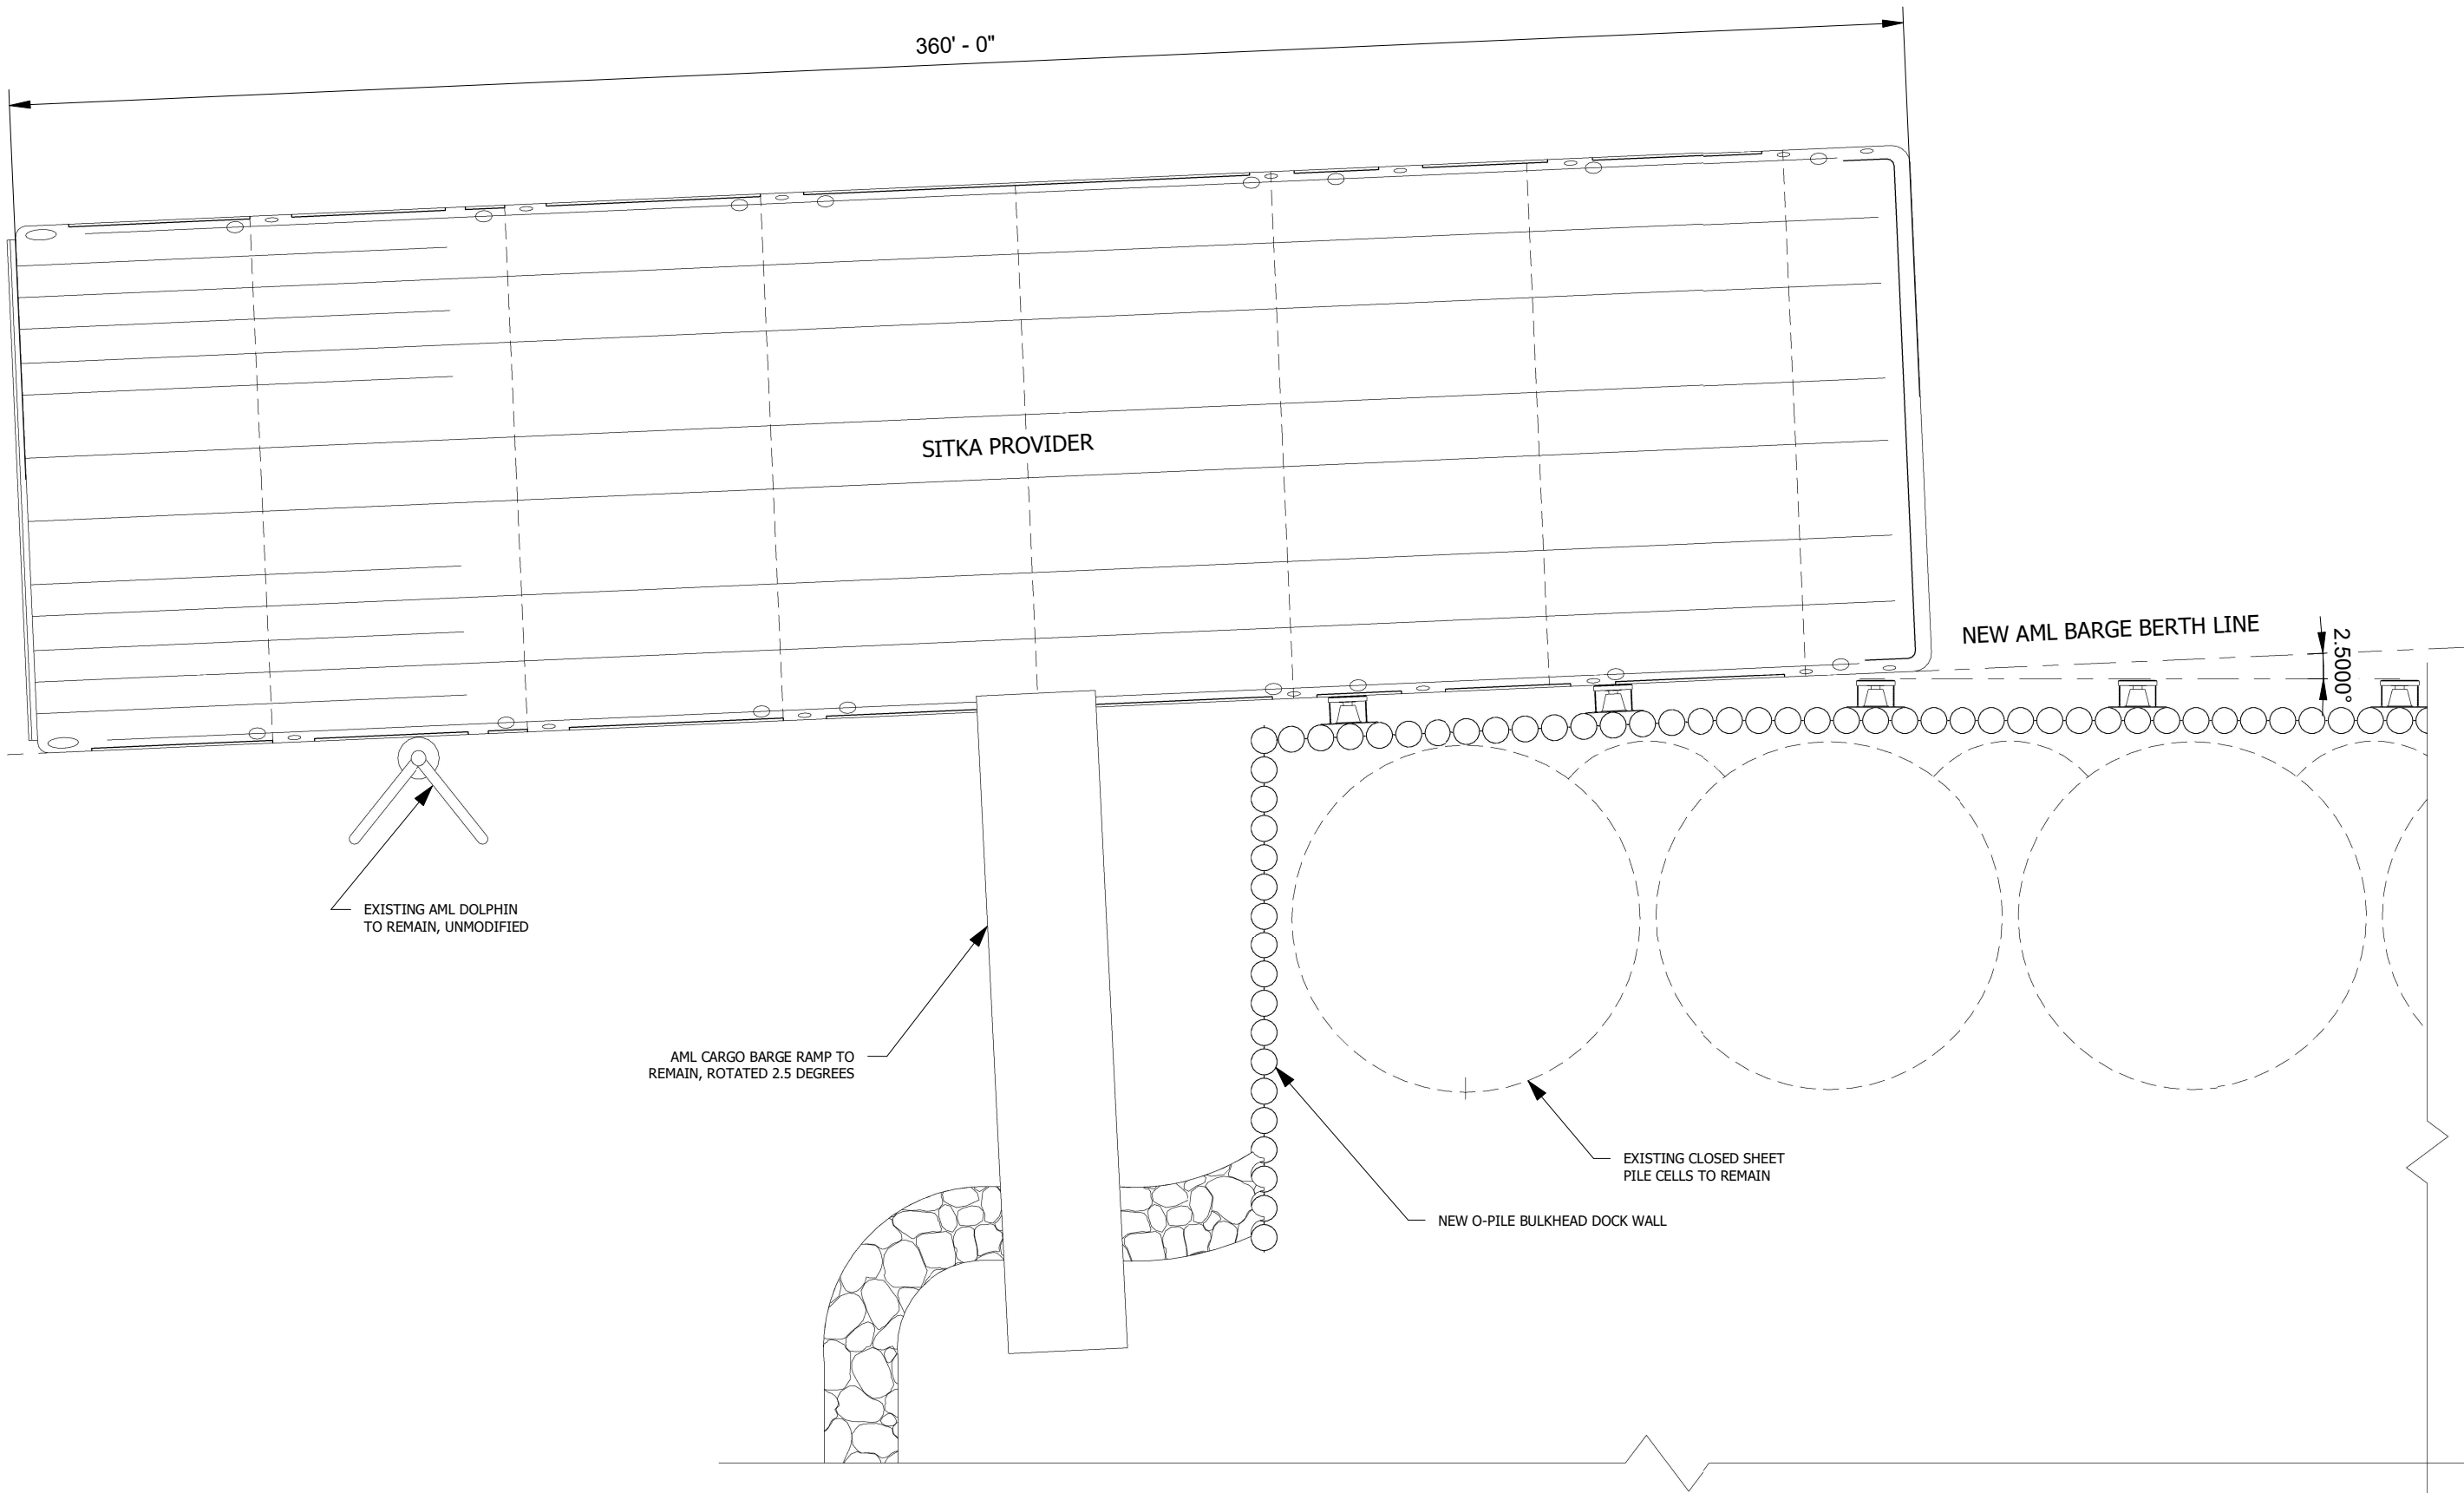 360' - 0"
SITKA PROVIDER
NEW AML BARGE BERTH LINE
2.5000°
EXISTING AML DOLPHIN
TO REMAIN, UNMODIFIED
AML CARGO BARGE RAMP TO
REMAIN, ROTATED 2.5 DEGREES
EXISTING CLOSED SHEET
PILE CELLS TO REMAIN
NEW O-PILE BULKHEAD DOCK WALL